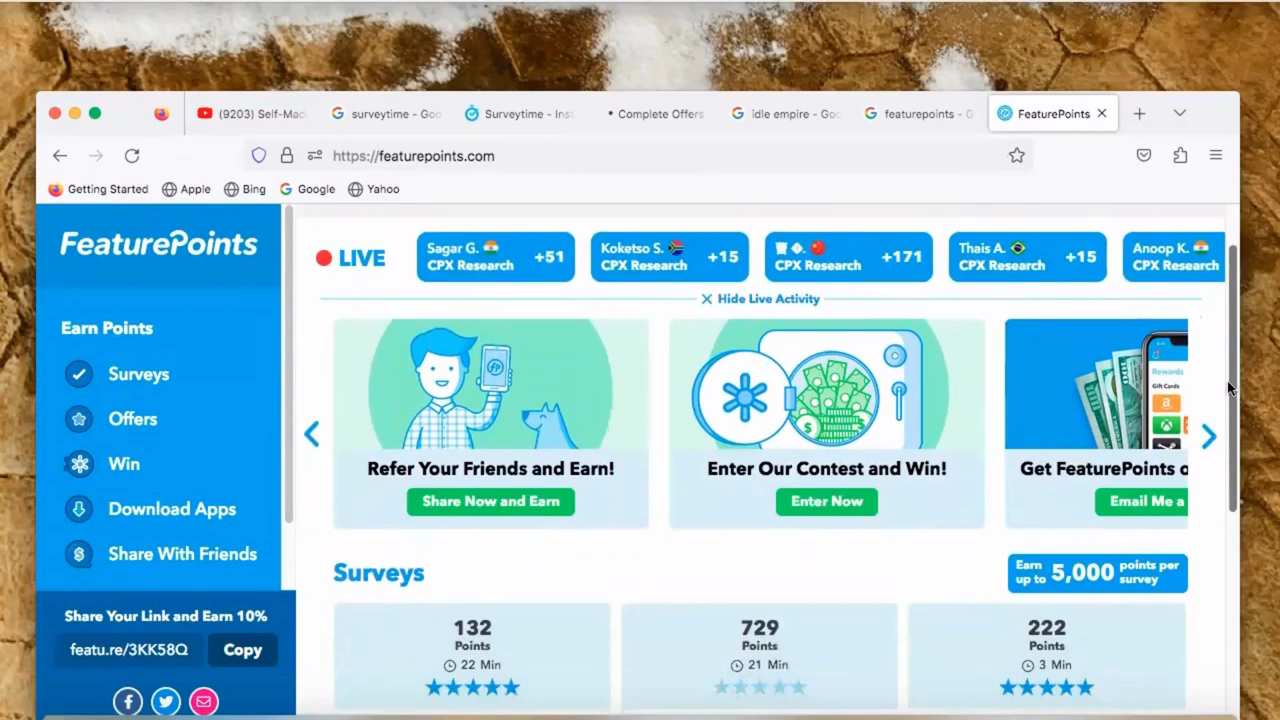 (9203) Self-Mac
surveytime - Goo
Surveytime - Inst
• Complete Offers
idle empire - Goo
featurepoints - G
FeaturePoints
https://featurepoints.com
Getting Started
Apple
Bing
Google
Yahoo
FeaturePoints
Earn Points
Surveys
Offers
Win
Download Apps
Share With Friends
Share Your Link and Earn 10%
featu.re/3KK58Q
Copy
LIVE
Sagar G.
CPX Research
+51
Koketso S.
CPX Research
+15
CPX Research
+171
Thais A.
CPX Research
+15
Anoop K.
CPX Research
Hide Live Activity
Refer Your Friends and Earn!
Share Now and Earn
Enter Our Contest and Win!
Enter Now
Rewards
Gift Cards
Get FeaturePoints o
Email Me a
Surveys
Earn up to 5,000 points per survey
132
Points
22 Min
729
Points
21 Min
222
Points
3 Min